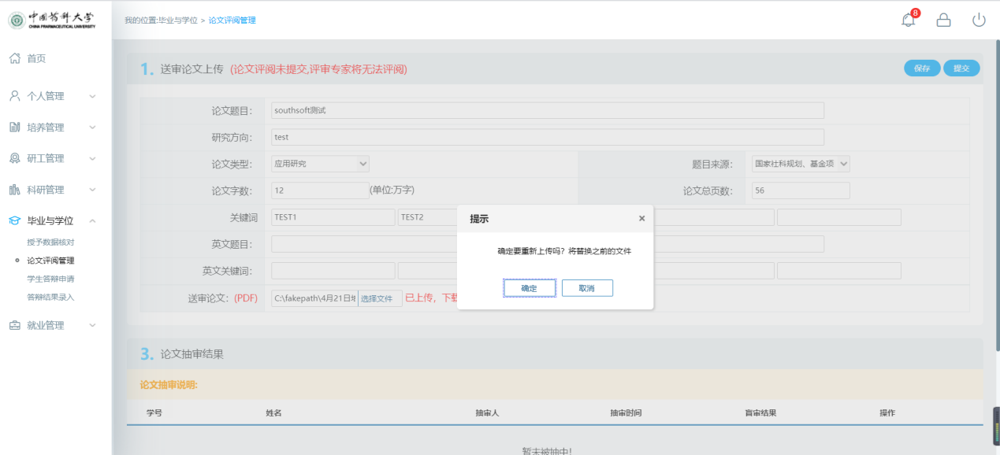 中国药科大学
CHINA PHARMACEUTICAL UNIVERSITY
我的位置:毕业与学位 > 论文评阅管理
8
首页
个人管理
培养管理
研工管理
科研管理
毕业与学位
授予数据核对
论文评阅管理
学生答辩申请
答辩结果录入
就业管理
1. 送审论文上传 (论文评阅未提交,评审专家将无法评阅)
保存 提交
论文题目: southsoft测试
研究方向: test
论文类型: 应用研究 题目来源: 国家社科规划、基金项
论文字数: 12 (单位:万字) 论文总页数: 56
关键词 TEST1 TEST2
英文题目:
英文关键词:
送审论文: (PDF) C:\fakepath\4月21日 选择文件 已上传，下载
提示 ×
确定要重新上传吗？将替换之前的文件
确定 取消
3. 论文抽审结果
论文抽审说明:
学号 姓名 抽审人 抽审时间 盲审结果 操作
暂未被抽中!